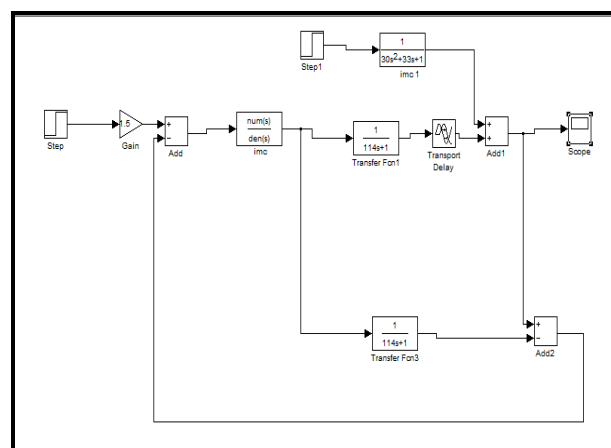 1
30s2+33s+1
Step1
imc 1
1.5
+
−
num(s)
den(s)
1
114s+1
+
+
Step
Gain
Add
imc
Transfer Fcn1
Transport
Delay
Add1
Scope
1
114s+1
+
−
Transfer Fcn3
Add2